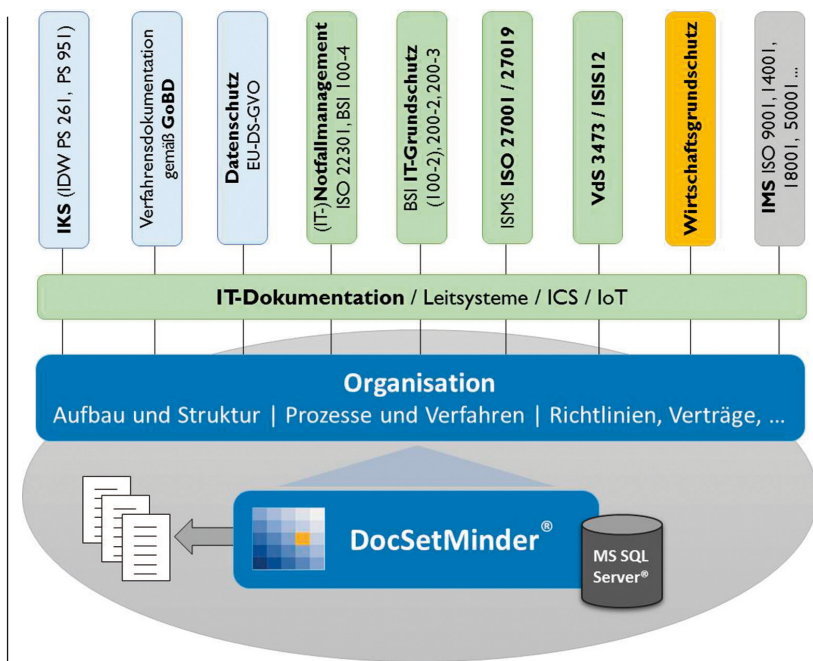 IKS (IDW PS 261, PS 951)
Verfahrensdokumentation
gemäß GoBD
Datenschutz
EU-DS-GVO
(IT-)Notfallmanagement
ISO 22301, BSI 100-4
BSI IT-Grundschutz
(100-2), 200-2, 200-3
ISMS ISO 27001 / 27019
VdS 3473 / ISIS12
Wirtschaftsgrundschutz
IMS ISO 9001, 14001,
18001, 50001 ...
IT-Dokumentation / Leitsysteme / ICS / IoT
Organisation
Aufbau und Struktur | Prozesse und Verfahren | Richtlinien, Verträge, ...
DocSetMinder®
MS SQL
Server®